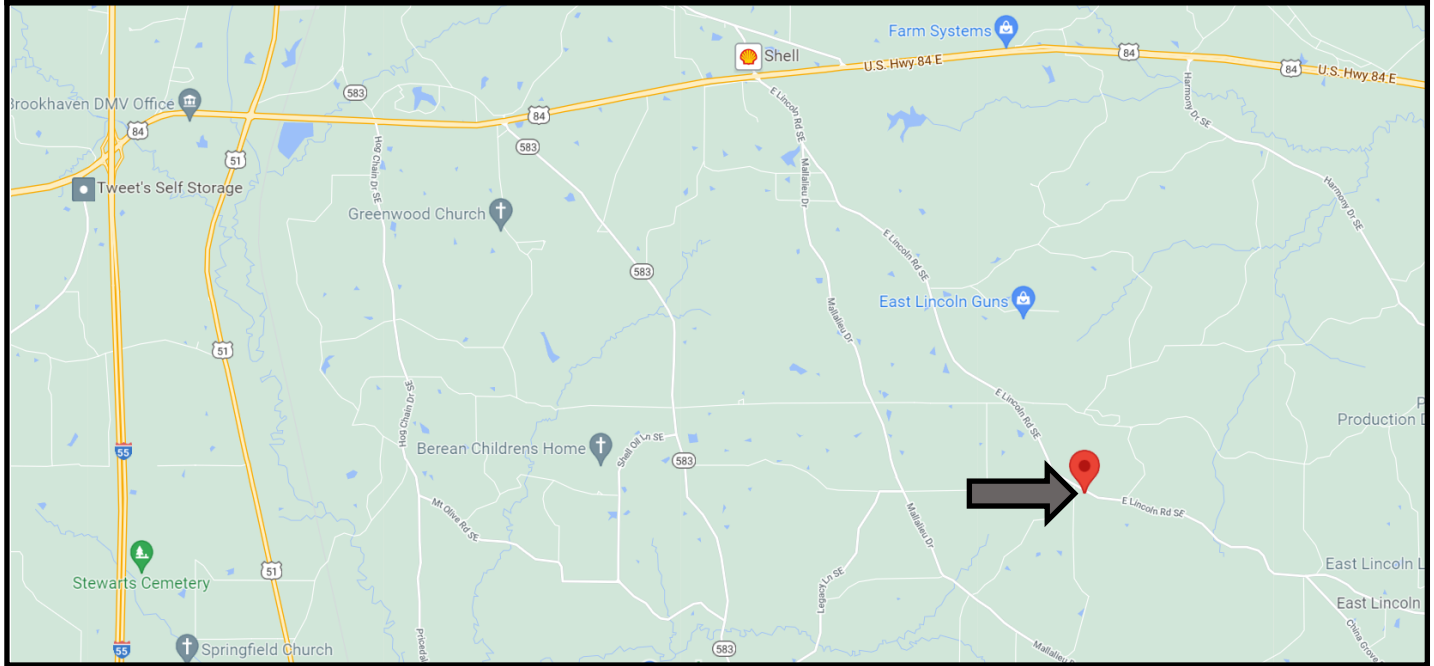 Farm Systems
Shell
U.S. Hwy 84 E
84
84
U.S. Hwy 84 E
583
Brookhaven DMV Office
84
84
E Lincoln Rd SE
Harmony Dr SE
51
583
Hog Chain Dr SE
Mallalieu Dr
Tweet's Self Storage
Greenwood Church
Harmony Dr SE
E Lincoln Rd SE
583
East Lincoln Guns
Mallalieu Dr
51
Hog Chain Dr SE
E Lincoln Rd SE
Production
55
Berean Childrens Home
Shell Oil Ln SE
583
Mt Olive Rd SE
Mallalieu Dr
E Lincoln Rd SE
Stewarts Cemetery
51
Legacy Ln SE
East Lincoln
East Lincoln
China Grove
55
Springfield Church
583
Mallalieu